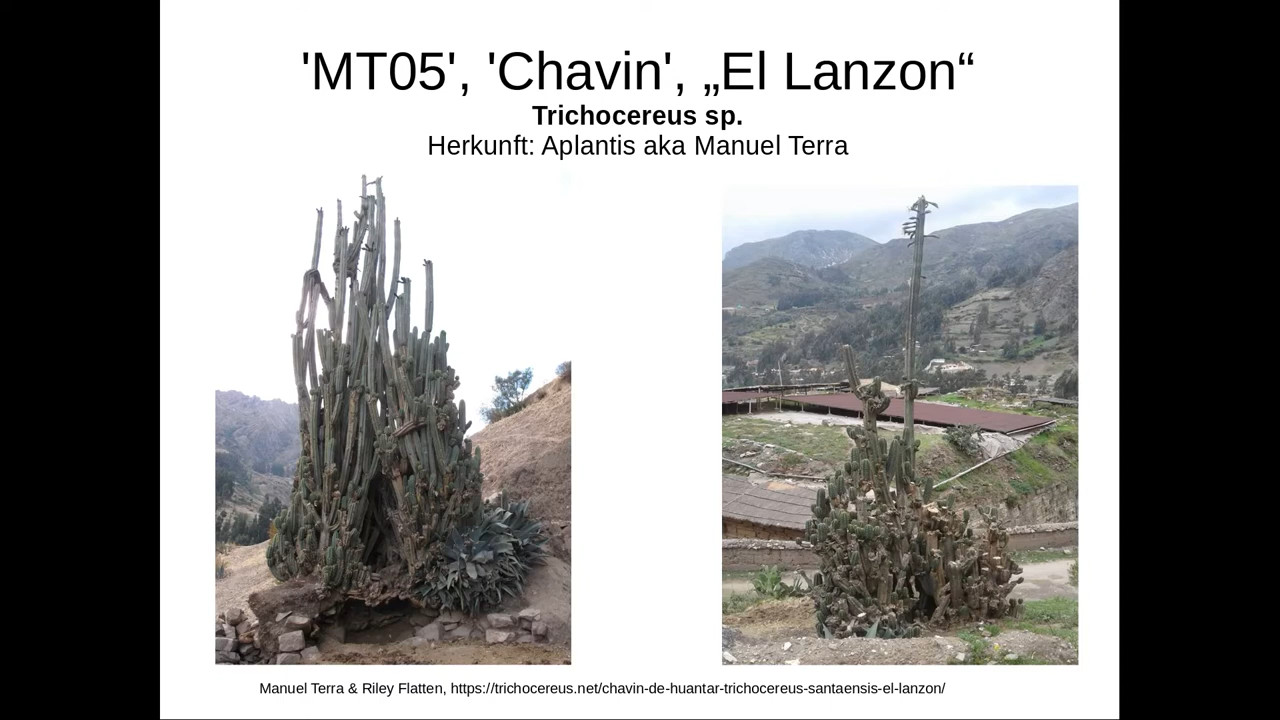 'MT05', 'Chavin', „El Lanzon“
Trichocereus sp.
Herkunft: Aplantis aka Manuel Terra
Manuel Terra & Riley Flatten, https://trichocereus.net/chavin-de-huantar-trichocereus-santaensis-el-lanzon/